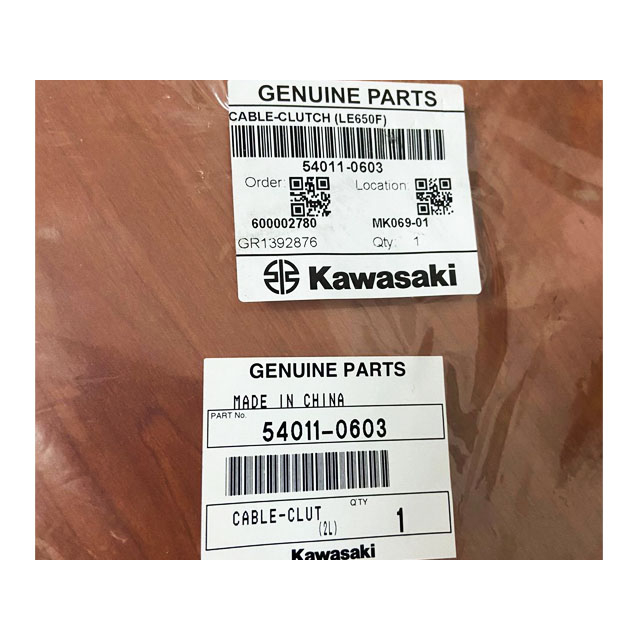 GENUINE PARTS
CABLE-CLUTCH (LE650F)
54011-0603
Order: Location:
600002780 MK069-01
GR1392876 Qty: 1
Kawasaki
GENUINE PARTS
MADE IN CHINA
PART No.
54011-0603
Q'TY
CABLE-CLUT 1
(2L)
Kawasaki